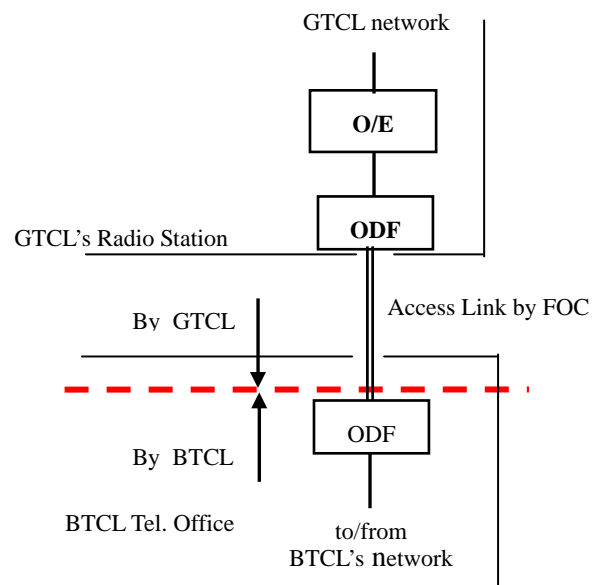 GTCL network
O/E
ODF
GTCL's Radio Station
Access Link by FOC
By GTCL
ODF
By BTCL
BTCL Tel. Office
to/from
BTCL's network